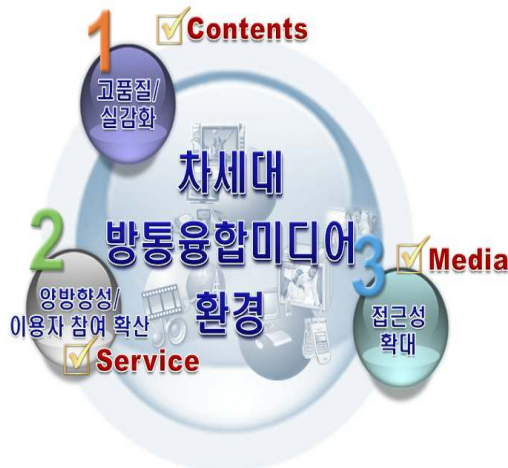 1
Contents
고품질/
실감화
차세대
방통융합미디어
환경
2
양방향성/
이용자 참여 확산
Service
3
Media
접근성
확대